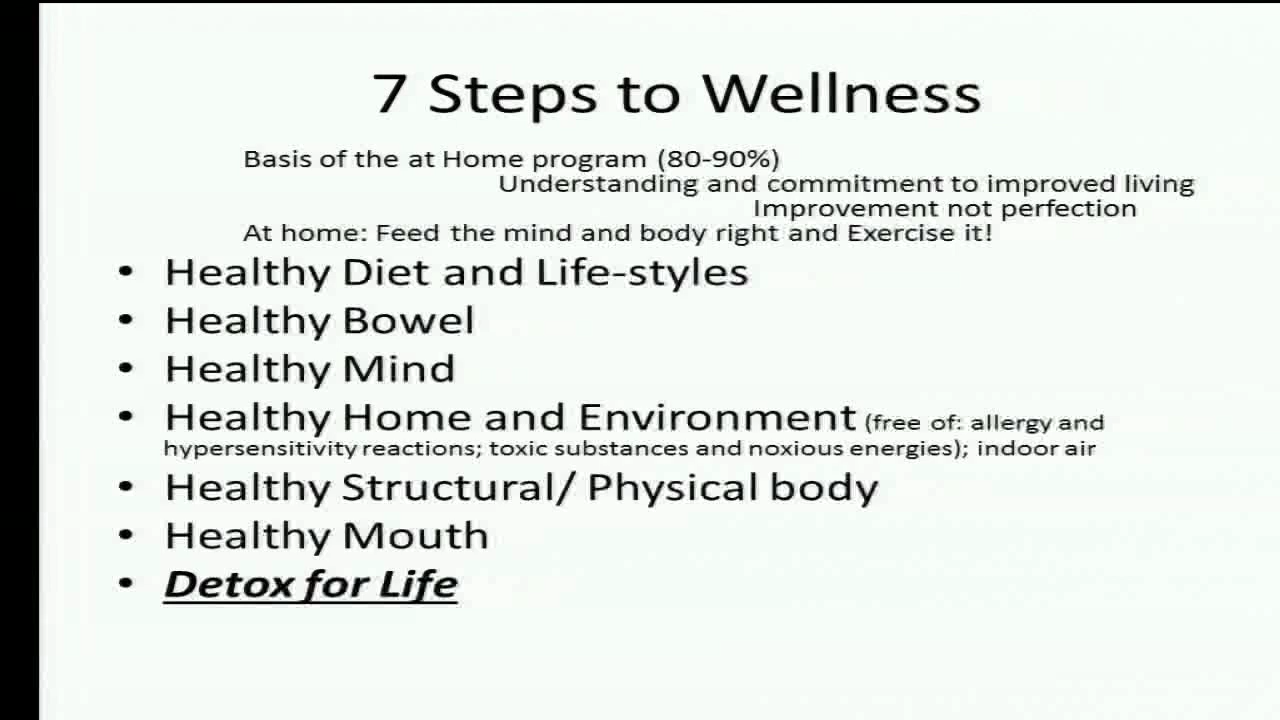 7 Steps to Wellness
Basis of the at Home program (80-90%)
Understanding and commitment to improved living
Improvement not perfection
At home: Feed the mind and body right and Exercise it!
• Healthy Diet and Life-styles
• Healthy Bowel
• Healthy Mind
• Healthy Home and Environment (free of: allergy and
hypersensitivity reactions; toxic substances and noxious energies); indoor air
• Healthy Structural/ Physical body
• Healthy Mouth
• Detox for Life